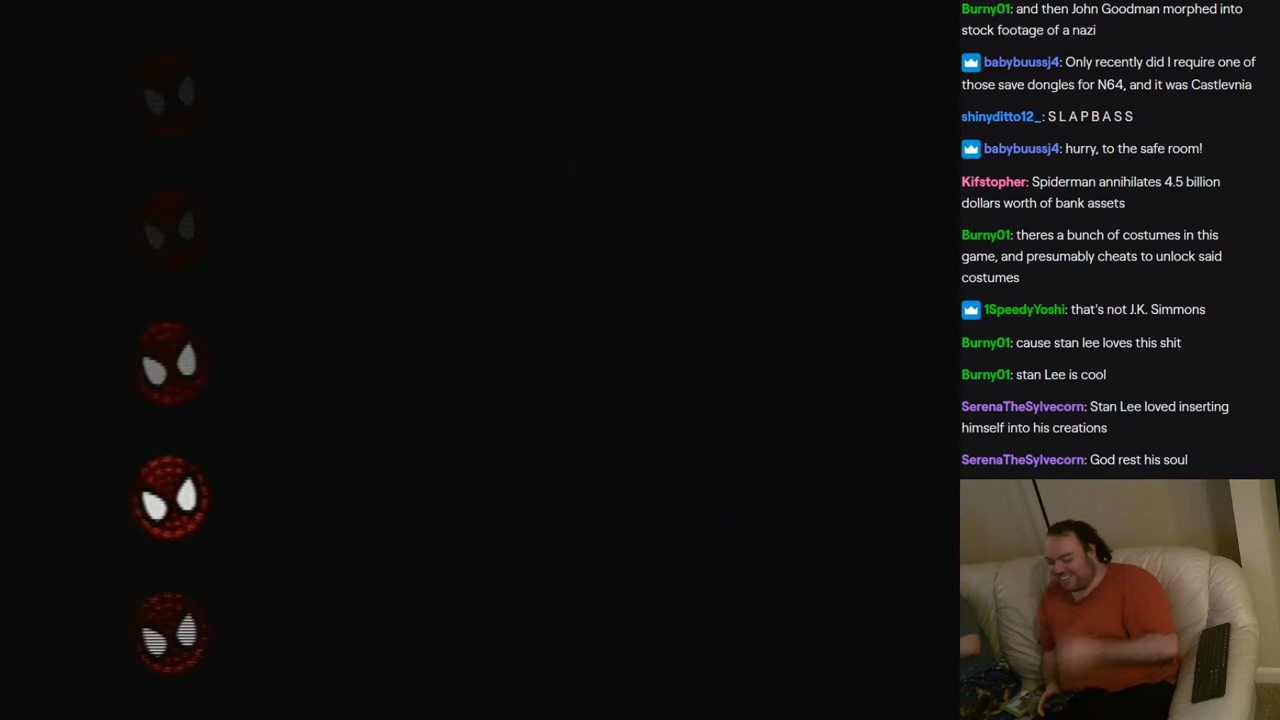 Burny01: and then John Goodman morphed into
stock footage of a nazi
babybuussj4: Only recently did I require one of
those save dongles for N64, and it was Castlevnia
shinyditto12_: S L A P B A S S
babybuussj4: hurry, to the safe room!
Kifstopher: Spiderman annihilates 4.5 billion
dollars worth of bank assets
Burny01: theres a bunch of costumes in this
game, and presumably cheats to unlock said
costumes
1SpeedyYoshi: that's not J.K. Simmons
Burny01: cause stan lee loves this shit
Burny01: stan Lee is cool
SerenaTheSylvecorn: Stan Lee loved inserting
himself into his creations
SerenaTheSylvecorn: God rest his soul